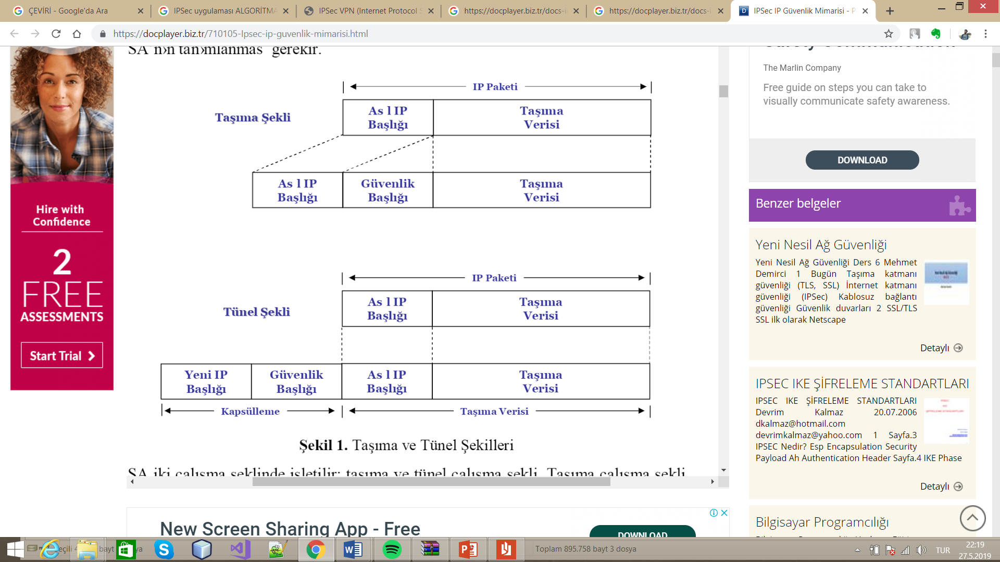 ÇEVİRİ - Google'da Ara
IPSec uygulaması ALGORİTMA
IPSec VPN (Internet Protocol S
https://docplayer.biz.tr/docs-i
https://docplayer.biz.tr/docs-i
IPSec IP Güvenlik Mimarisi - P
https://docplayer.biz.tr/710105-Ipsec-ip-guvenlik-mimarisi.html
SA'n›n tan›mlanmas gerekir.
IP Paketi
Taşıma Şekli
As l IP
Başlığı
Taşıma
Verisi
As l IP
Başlığı
Güvenlik
Başlığı
Taşıma
Verisi
IP Paketi
Tünel Şekli
As l IP
Başlığı
Taşıma
Verisi
Yeni IP
Başlığı
Güvenlik
Başlığı
As l IP
Başlığı
Taşıma
Verisi
Kapsülleme
Taşıma Verisi
Şekil 1. Taşıma ve Tünel Şekilleri
SA iki çalışma şeklinde işletilir: taşıma ve tünel çalışma şekli. Taşıma çalışma şekli
Hire with
Confidence
2
FREE
ASSESSMENTS
Start Trial
New Screen Sharing App - Free
DOWNLOAD
The Marlin Company
Free guide on steps you can take to
visually communicate safety awareness.
DOWNLOAD
Benzer belgeler
Yeni Nesil Ağ Güvenliği
Yeni Nesil Ağ Güvenliği Ders 6 Mehmet
Demirci 1 Bugün Taşıma katmanı
güvenliği (TLS, SSL) İnternet katmanı
güvenliği (IPSec) Kablosuz bağlantı
güvenliği Güvenlik duvarları 2 SSL/TLS
SSL ilk olarak Netscape
Detaylı
IPSEC IKE ŞİFRELEME STANDARTLARI
IPSEC IKE ŞİFRELEME STANDARTLARI
Devrim Kalmaz 20.07.2006
dkalmaz@hotmail.com
devrimkalmaz@yahoo.com 1 Sayfa.3
IPSEC Nedir? Esp Encapsulation Security
Payload Ah Authentication Header Sayfa.4 IKE Phase
Detaylı
Bilgisayar Programcılığı
Toplam 895.758 bayt 3 dosya
TUR
22:19
27.5.2019